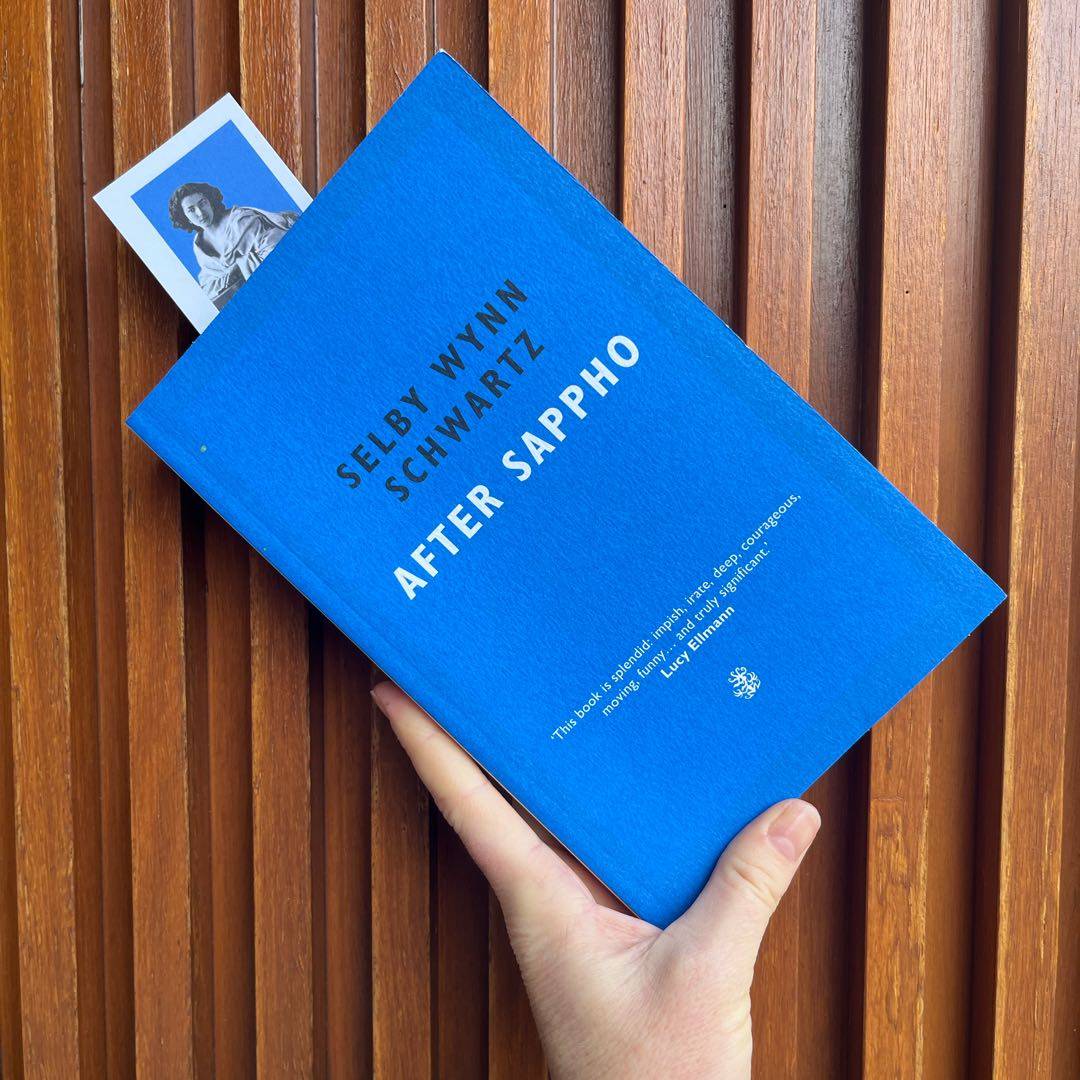 SELBY WYNN
SCHWARTZ
AFTER SAPPHO
‘This book is splendid: impish, irate, deep, courageous,
moving, funny… and truly significant.’
Lucy Ellmann